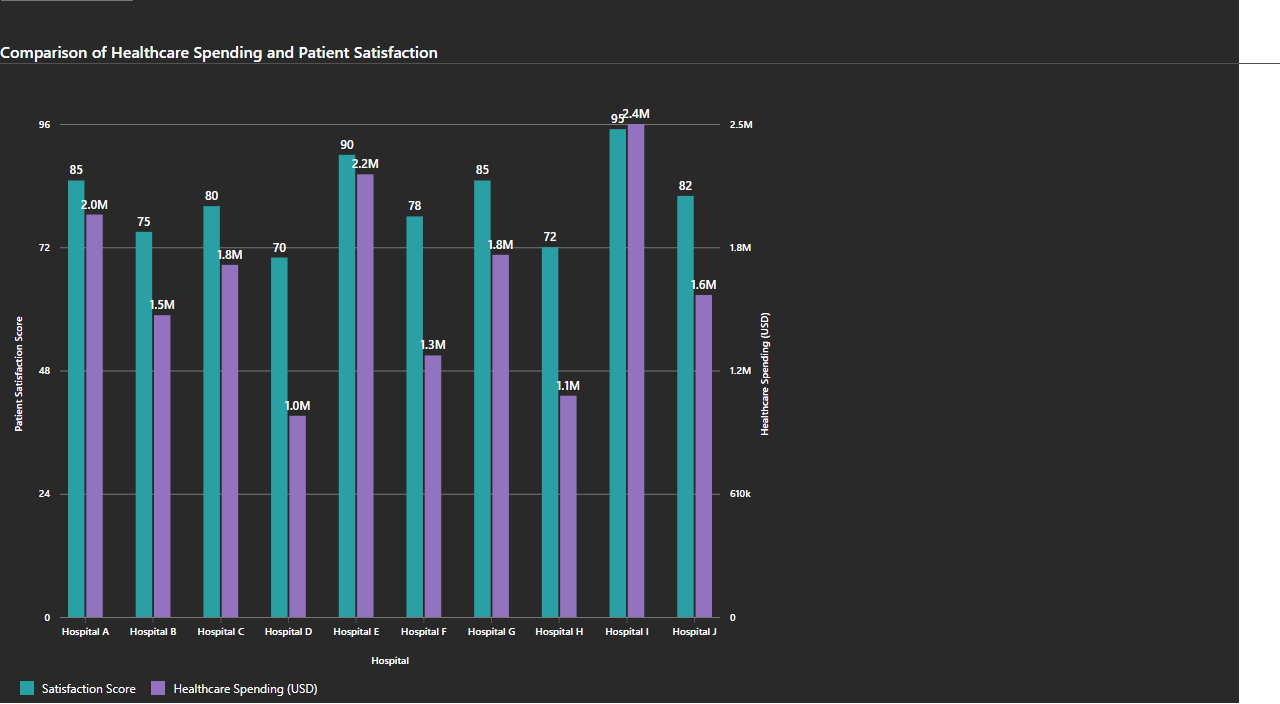 Comparison of Healthcare Spending and Patient Satisfaction
96
72
48
24
0
Patient Satisfaction Score
85
2.0M
75
1.5M
80
1.8M
70
1.0M
90
2.2M
78
1.3M
85
1.8M
72
1.1M
95
2.4M
82
1.6M
2.5M
1.8M
1.2M
610k
0
Healthcare Spending (USD)
Hospital A Hospital B Hospital C Hospital D Hospital E Hospital F Hospital G Hospital H Hospital I Hospital J
Hospital
Satisfaction Score Healthcare Spending (USD)